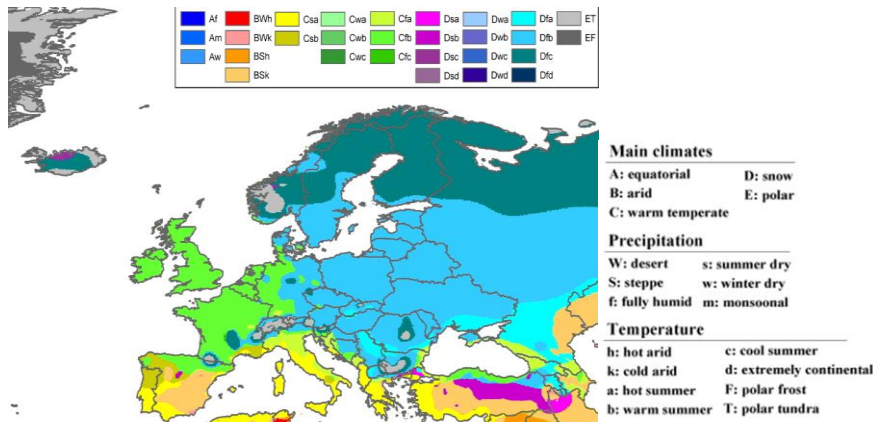 Af BWh Csa Cwa Cfa Dsa Dwa Dfa ET
Am BWk Csb Cwb Cfb Dsb Dwb Dfb EF
Aw BSh Cwc Cfc Dsc Dwc Dfc
BSk Dsd Dwd Dfd
Main climates
A: equatorial D: snow
B: arid E: polar
C: warm temperate
Precipitation
W: desert s: summer dry
S: steppe w: winter dry
f: fully humid m: monsoonal
Temperature
h: hot arid c: cool summer
k: cold arid d: extremely continental
a: hot summer F: polar frost
b: warm summer T: polar tundra